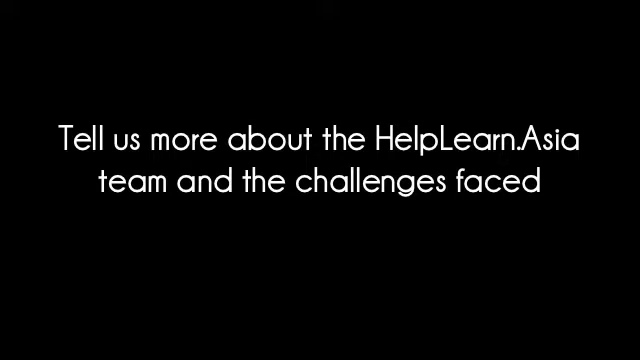 Tell us more about the HelpLearn.Asia
team and the challenges faced